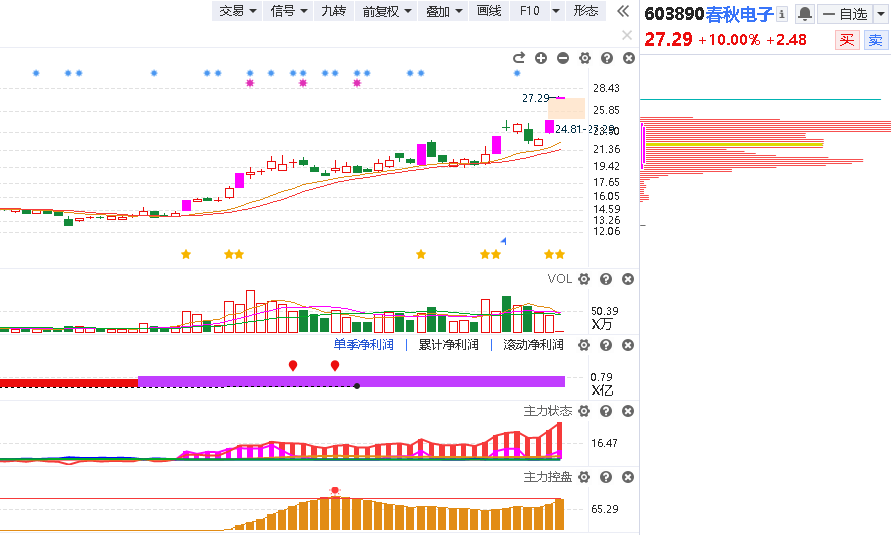 交易 信号 九转 前复权 叠加 画线 F10 形态
603890 春秋电子 自选
27.29 +10.00% +2.48 买 卖
28.43
27.29
25.85
24.81-27.29
21.36
19.42
17.65
16.05
14.59
13.26
12.06
VOL
50.39
X万
单季净利润 | 累计净利润 | 滚动净利润
0.79
X亿
主力状态
16.47
主力控盘
65.29